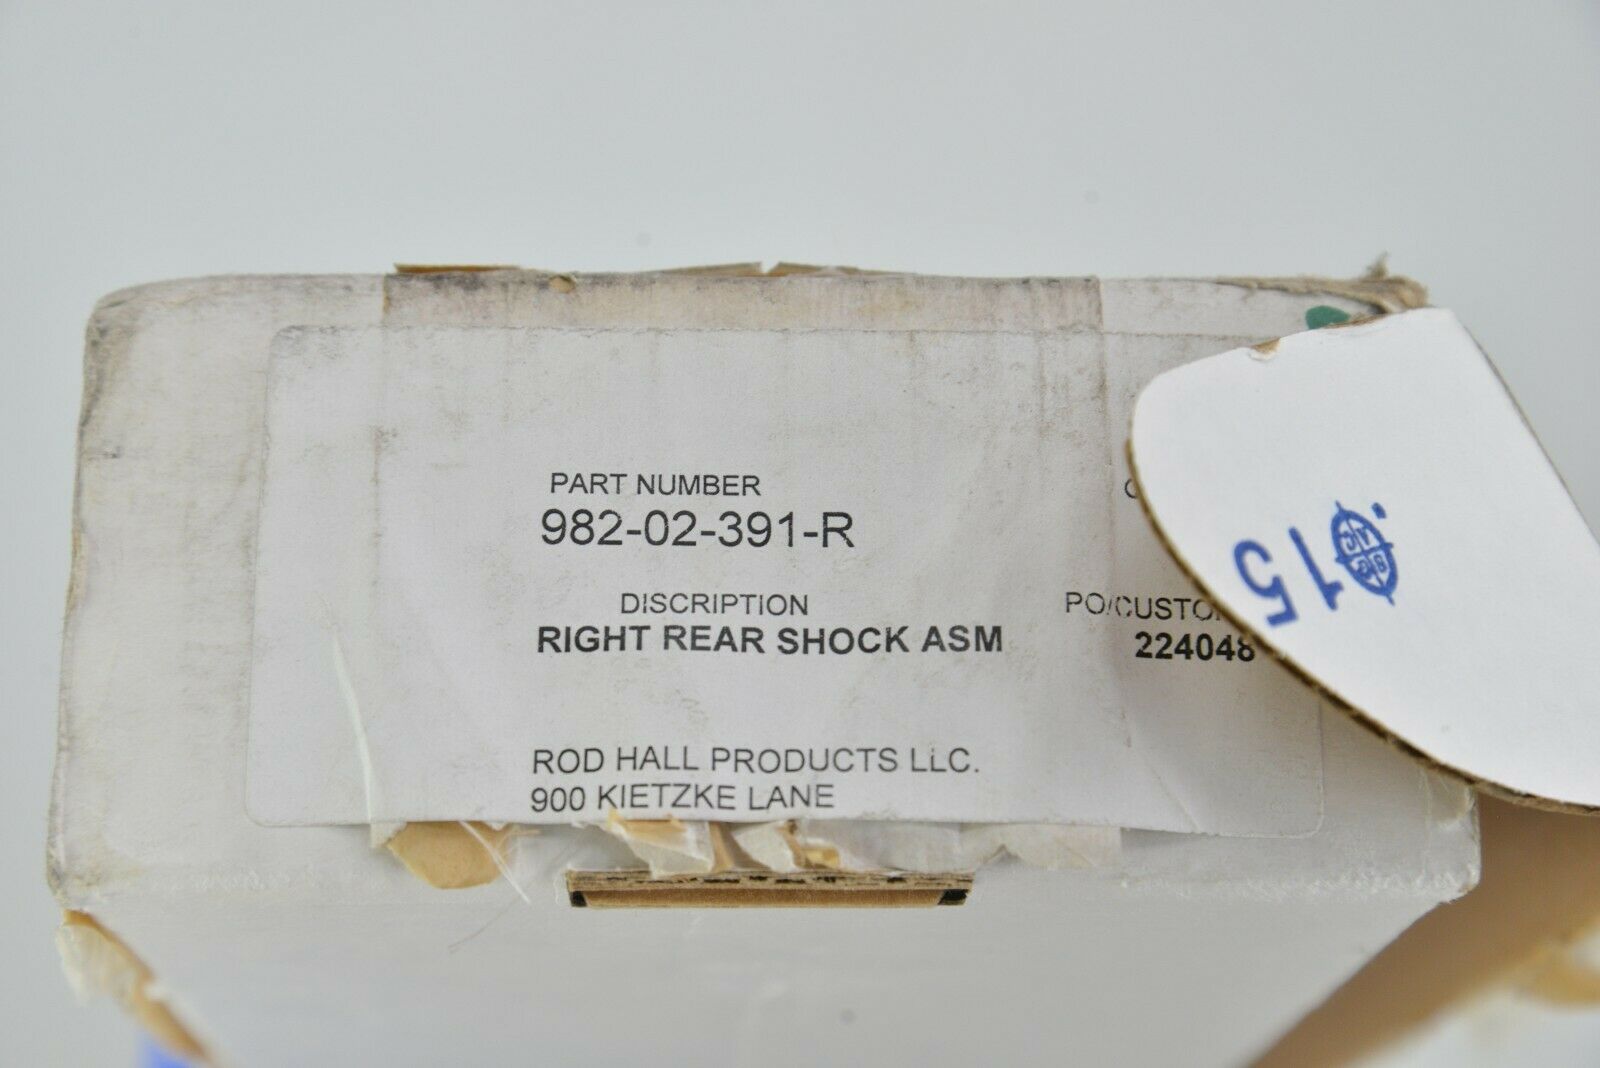 PART NUMBER
982-02-391-R
DISCRIPTION
RIGHT REAR SHOCK ASM
PO/CUSTO
224048
ROD HALL PRODUCTS LLC.
900 KIETZKE LANE
15